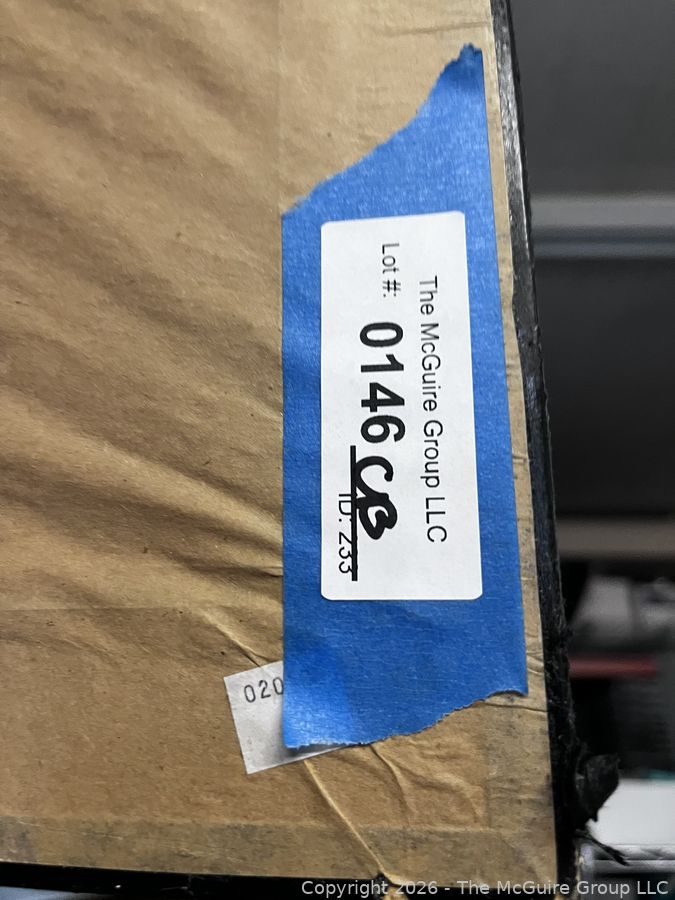 The McGuire Group LLC
Lot #: 0146 CB
ID: 233
020
Copyright 2026 - The McGuire Group LLC